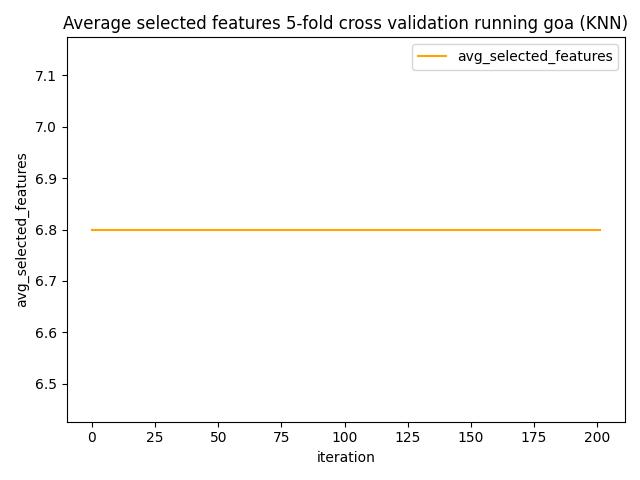 Average selected features 5-fold cross validation running goa (KNN)
avg_selected_features
7.1
7.0
6.9
6.8
6.7
6.6
6.5
avg_selected_features
0 25 50 75 100 125 150 175 200
iteration